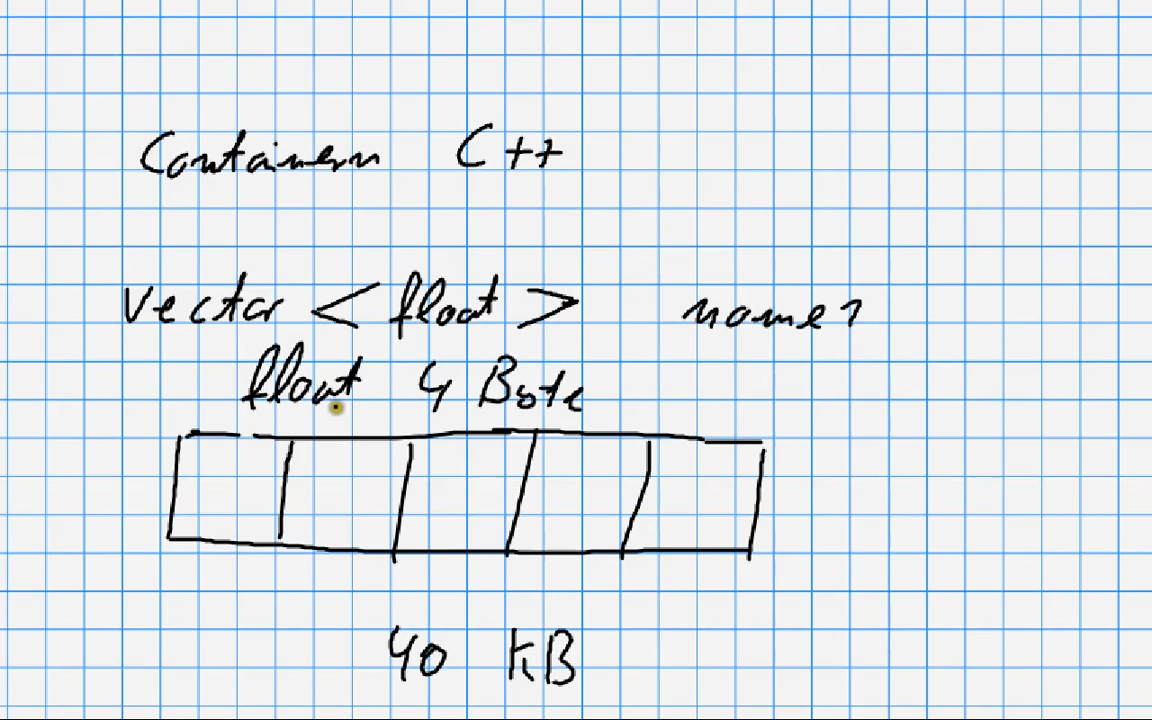 Containern C++
vector <float> name1
float 4 Byte
40 KB